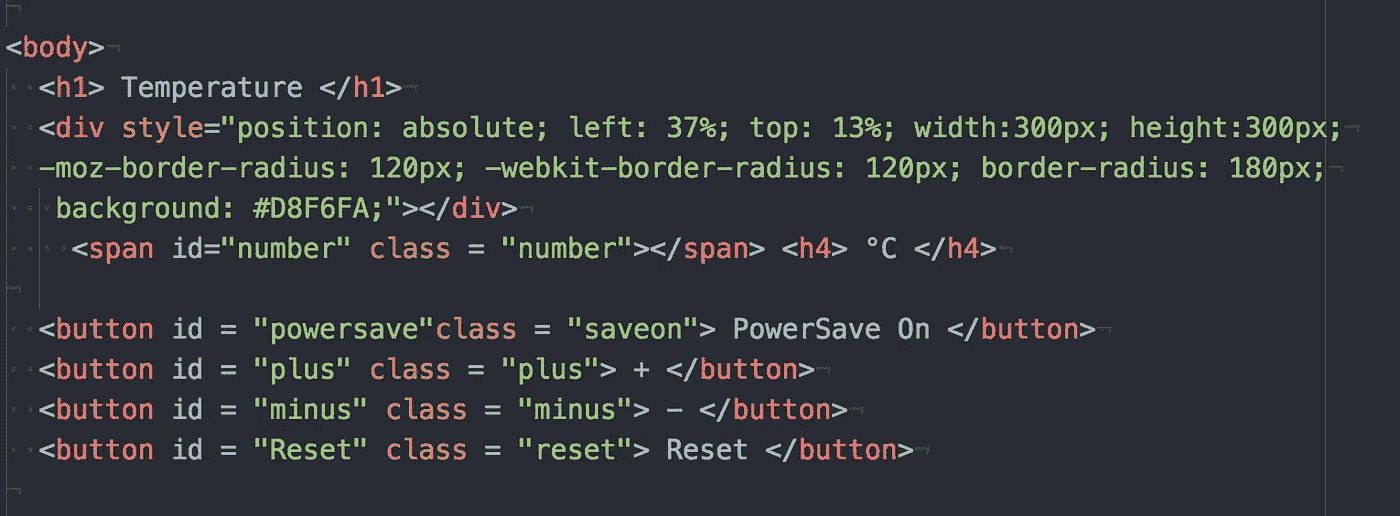 <body>
<h1> Temperature </h1>
<div style="position: absolute; left: 37%; top: 13%; width:300px; height:300px;
-moz-border-radius: 120px; -webkit-border-radius: 120px; border-radius: 180px;
background: #D8F6FA;"></div>
<span id="number" class = "number"></span> <h4> °C </h4>
<button id = "powersave"class = "saveon"> PowerSave On </button>
<button id = "plus" class = "plus"> + </button>
<button id = "minus" class = "minus"> - </button>
<button id = "Reset" class = "reset"> Reset </button>